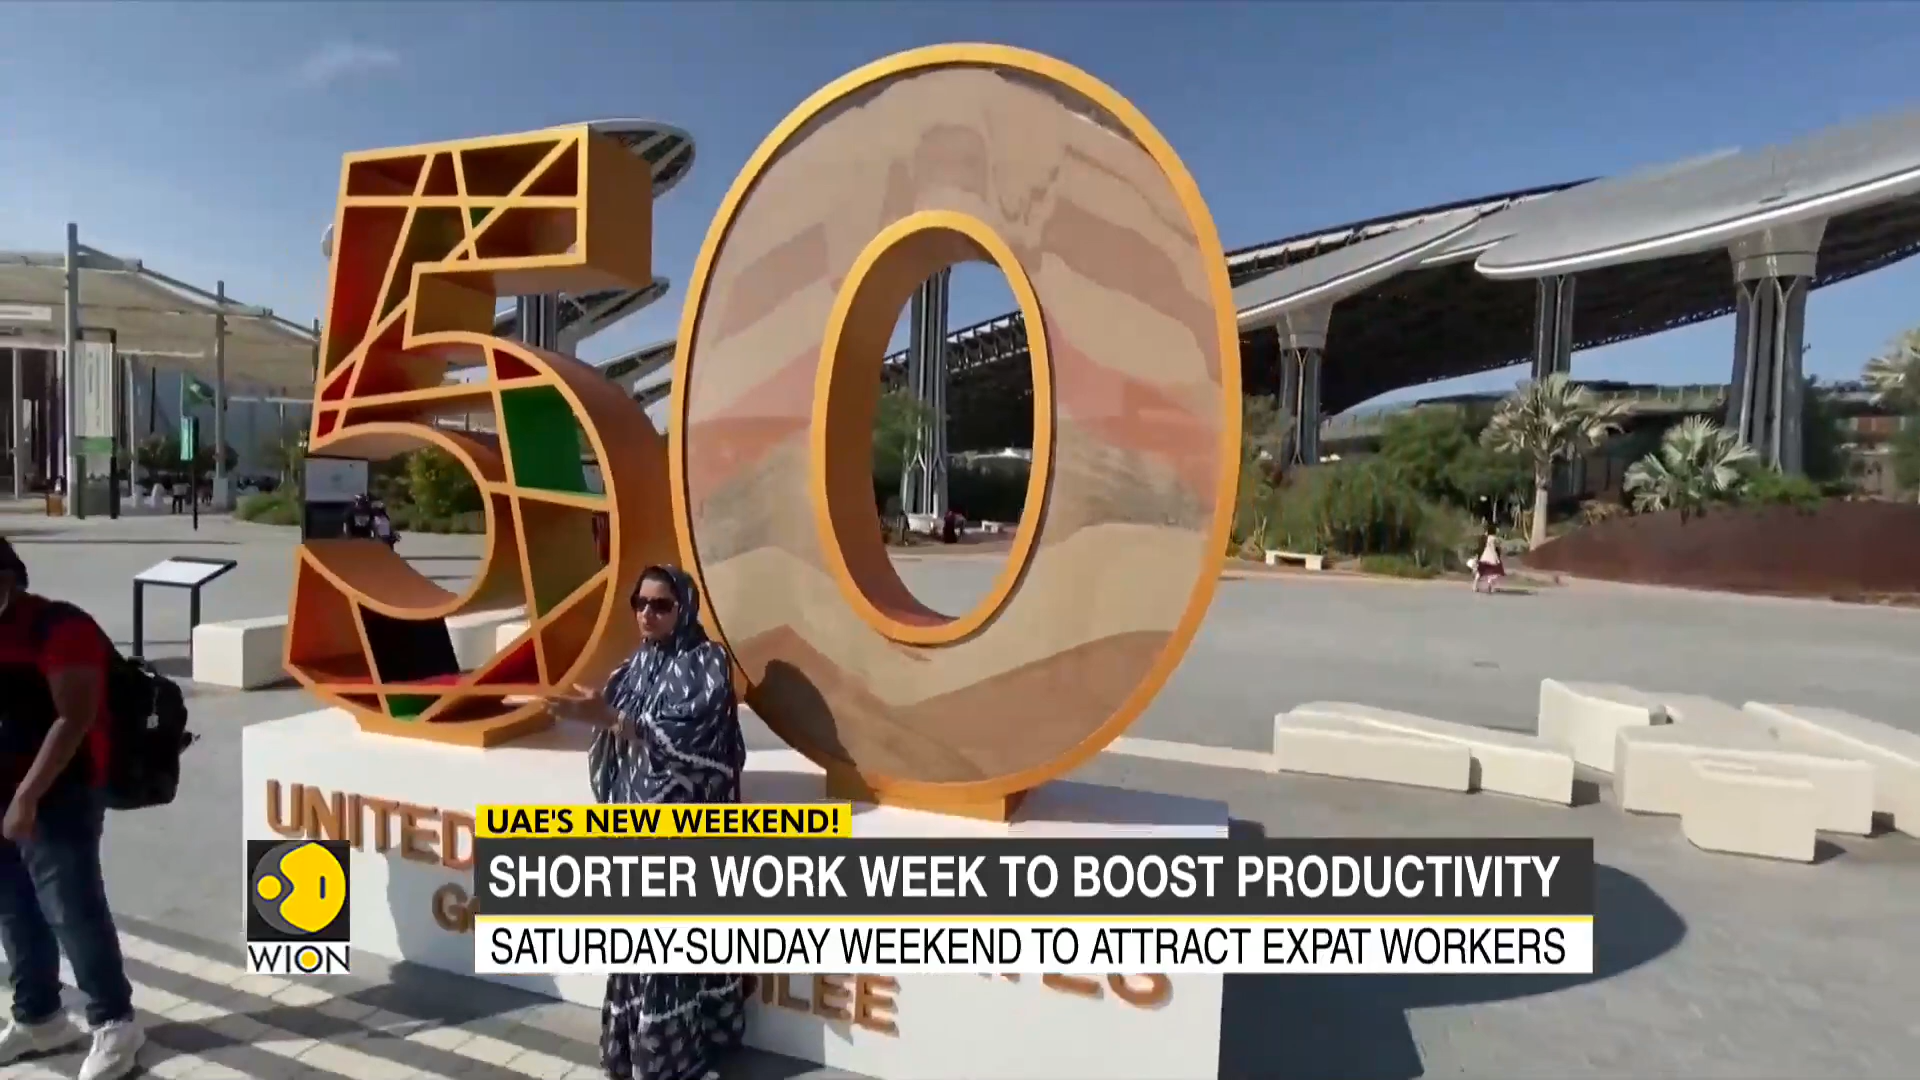 50
UNITED
UAE'S NEW WEEKEND!
SHORTER WORK WEEK TO BOOST PRODUCTIVITY
SATURDAY-SUNDAY WEEKEND TO ATTRACT EXPAT WORKERS
WION